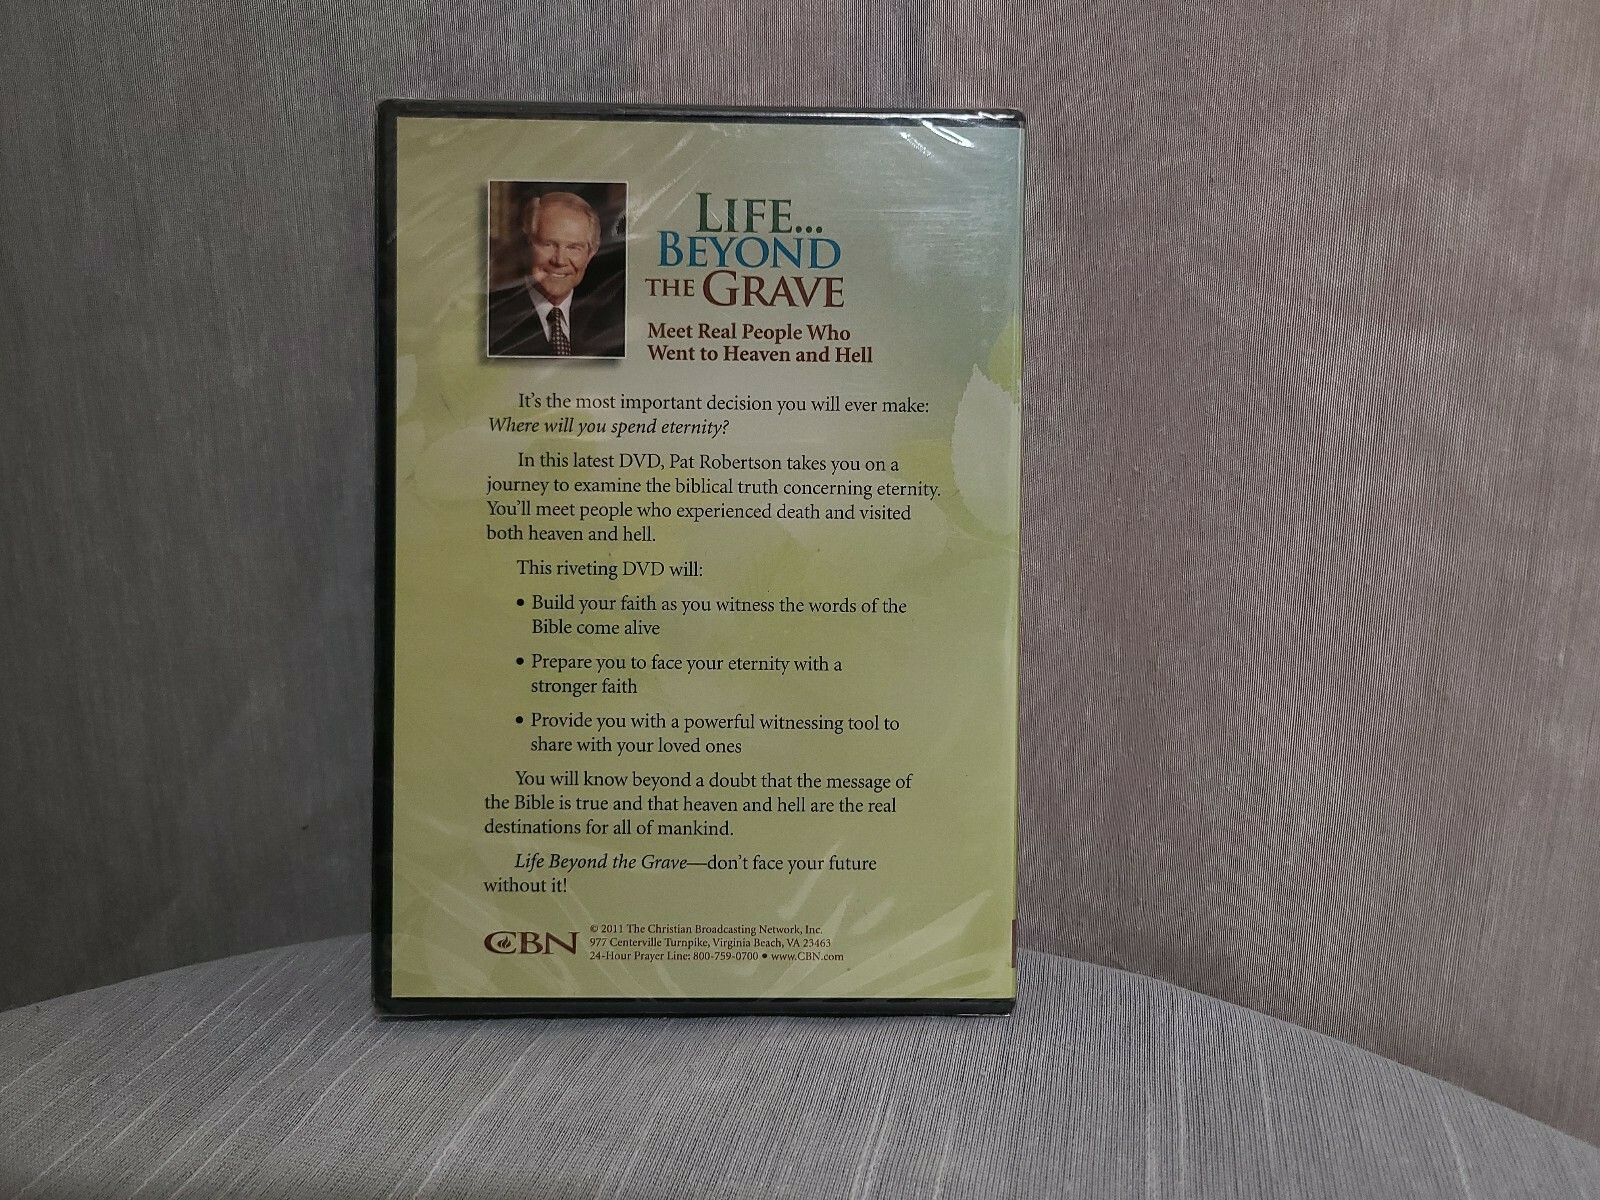 LIFE...
BEYOND
THE GRAVE
Meet Real People Who
Went to Heaven and Hell
It's the most important decision you will ever make:
Where will you spend eternity?
In this latest DVD, Pat Robertson takes you on a
journey to examine the biblical truth concerning eternity.
You'll meet people who experienced death and visited
both heaven and hell.
This riveting DVD will:
• Build your faith as you witness the words of the
Bible come alive
• Prepare you to face your eternity with a
stronger faith
• Provide you with a powerful witnessing tool to
share with your loved ones
You will know beyond a doubt that the message of
the Bible is true and that heaven and hell are the real
destinations for all of mankind.
Life Beyond the Grave—don't face your future
without it!
CBN
© 2011 The Christian Broadcasting Network, Inc.
977 Centerville Turnpike, Virginia Beach, VA 23463
24-Hour Prayer Line: 800-759-0700 • www.CBN.com